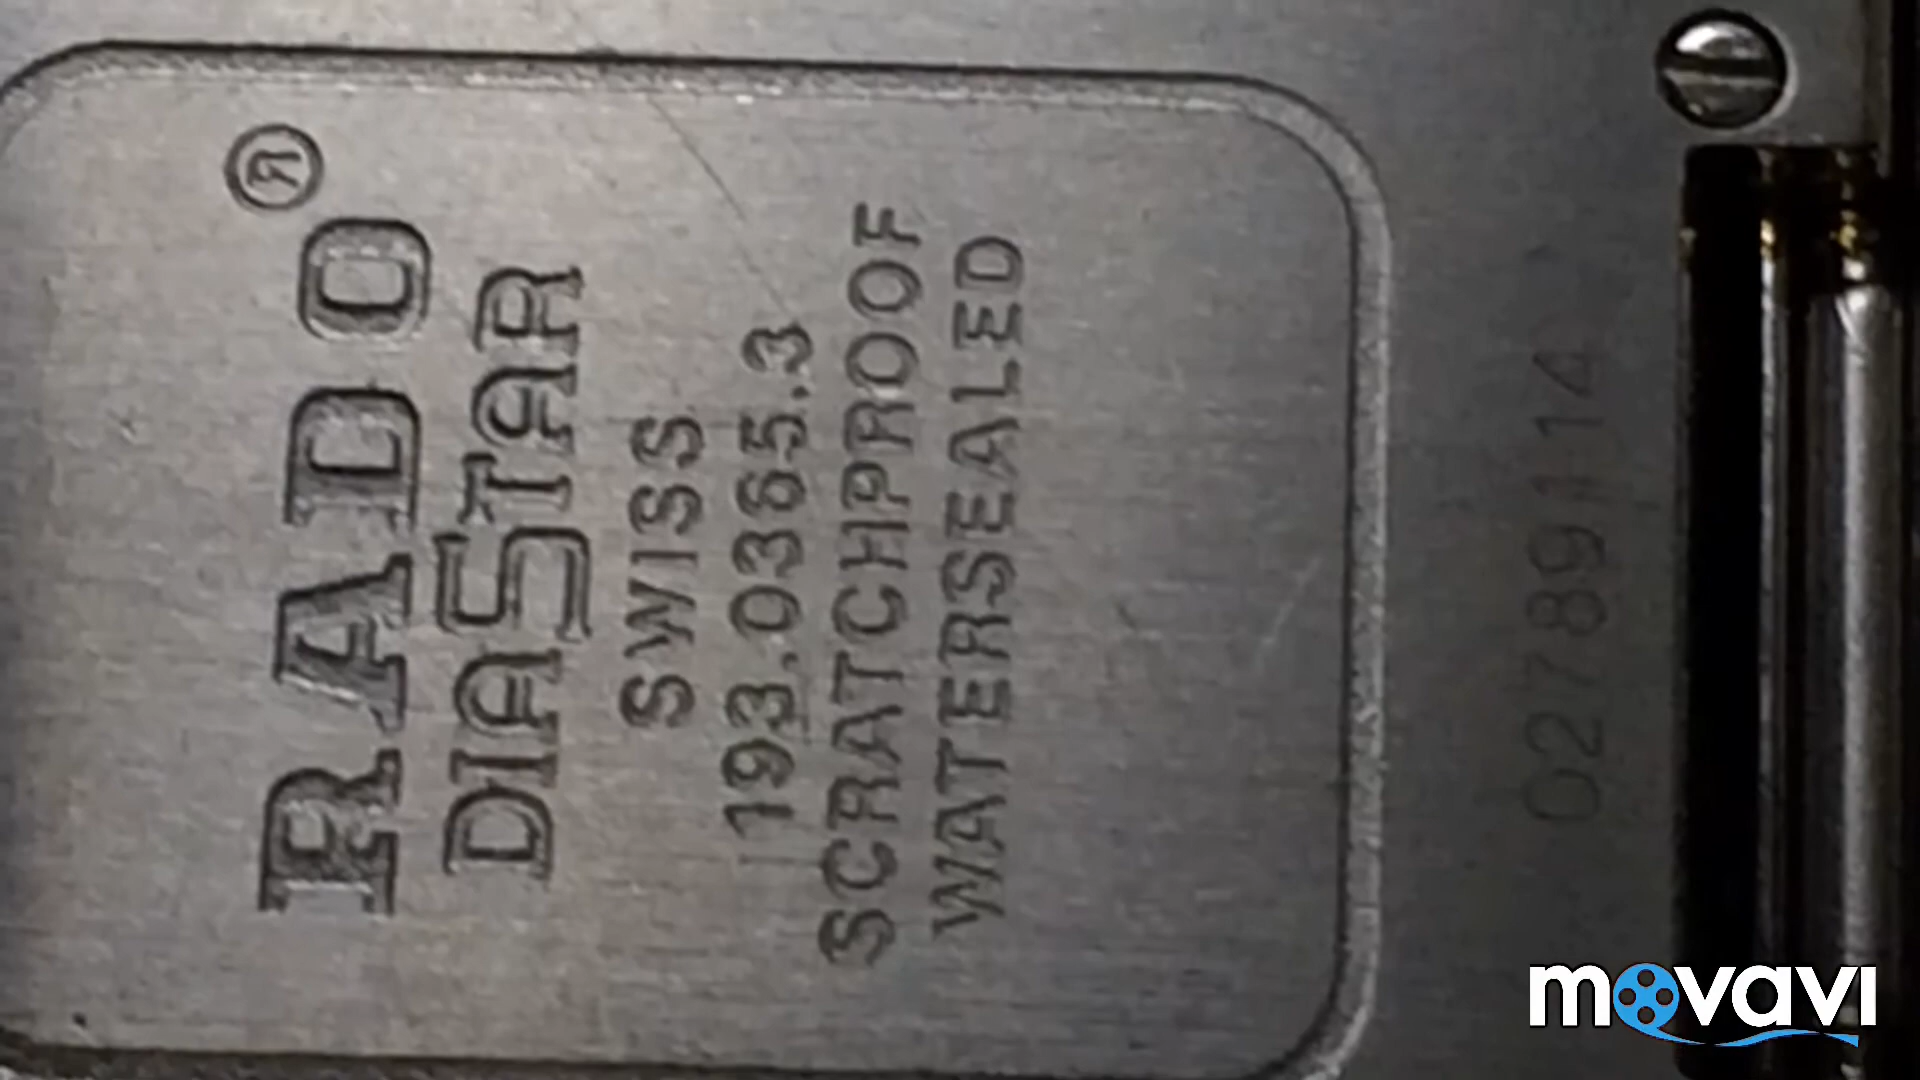 RADO®
DIASTAR
SWISS
193.0365.3
SCRATCHPROOF
WATERSEALED
02789114
movavi